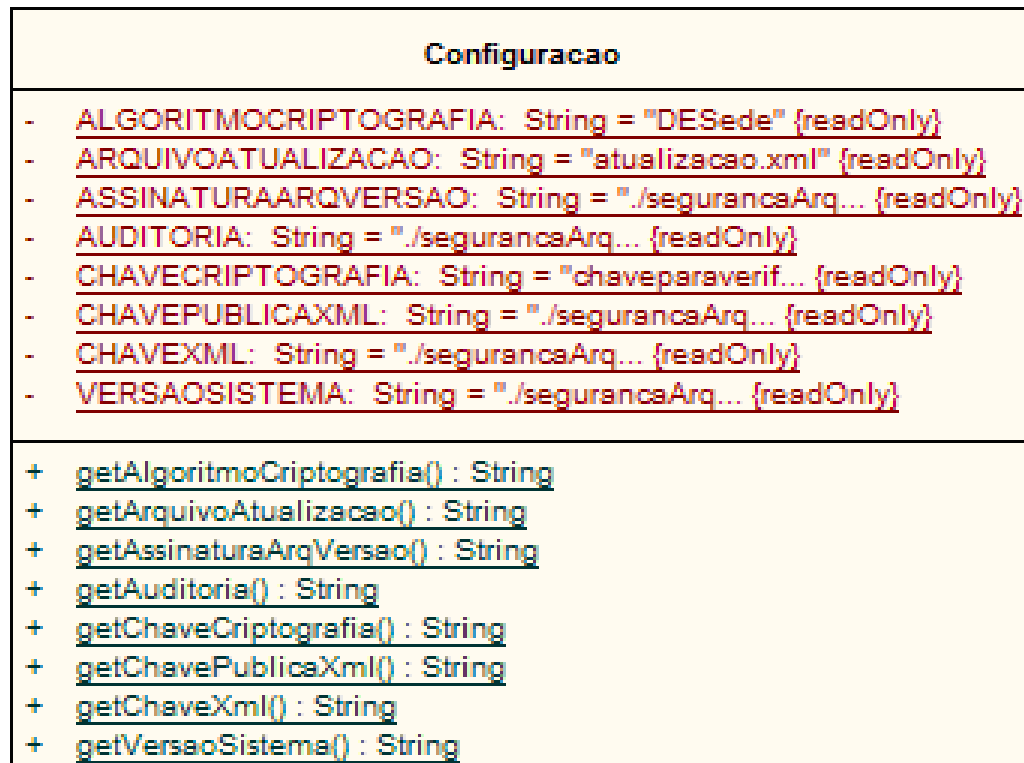 Configuracao
- ALGORITMOCRIPTOGRAFIA: String = "DESede" {readOnly}
- ARQUIVOATUALIZACAO: String = "atualizacao.xml" {readOnly}
- ASSINATURAARQVERSAO: String = "./segurancaArq... {readOnly}
- AUDITORIA: String = "./segurancaArq... {readOnly}
- CHAVECRIPTOGRAFIA: String = "chaveparaverif... {readOnly}
- CHAVEPUBLICAXML: String = "./segurancaArq... {readOnly}
- CHAVEXML: String = "./segurancaArq... {readOnly}
- VERSAOSISTEMA: String = "./segurancaArq... {readOnly}
+ getAlgoritmoCriptografia() : String
+ getArquivoAtualizacao() : String
+ getAssinaturaArqVersao() : String
+ getAuditoria() : String
+ getChaveCriptografia() : String
+ getChavePublicaXml() : String
+ getChaveXml() : String
+ getVersaoSistema() : String